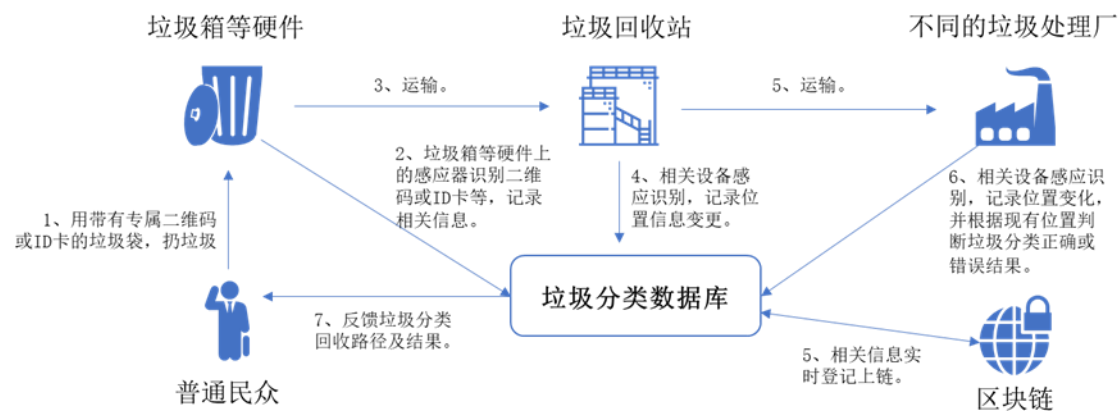 垃圾箱等硬件
垃圾回收站
不同的垃圾处理厂
3、运输。
5、运输。
2、垃圾箱等硬件上
的感应器识别二维
码或ID卡等，记录
相关信息。
4、相关设备感
应识别，记录位
置信息变更。
6、相关设备感应识
别，记录位置变化，
并根据现有位置判
断垃圾分类正确或
错误结果。
1、用带有专属二维码
或ID卡的垃圾袋，扔垃圾
垃圾分类数据库
7、反馈垃圾分类
回收路径及结果。
5、相关信息实
时登记上链。
普通民众
区块链